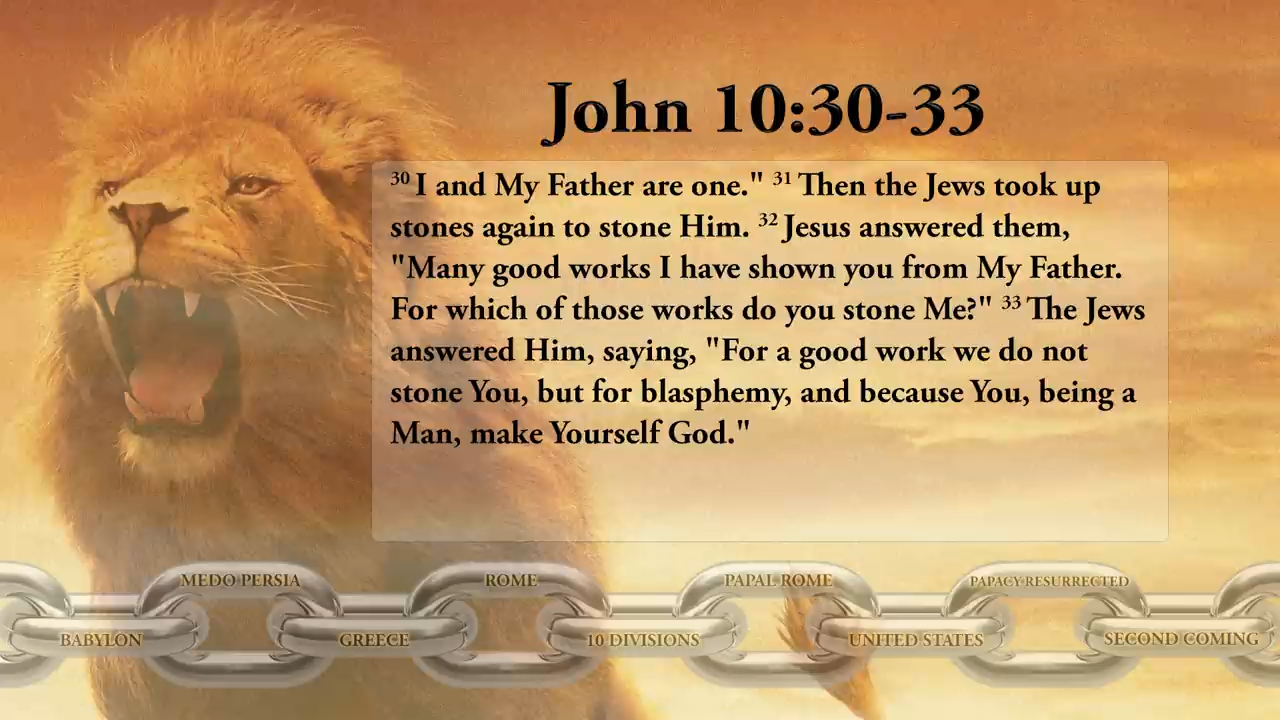 John 10:30-33
30 I and My Father are one." 31 Then the Jews took up
stones again to stone Him. 32 Jesus answered them,
"Many good works I have shown you from My Father.
For which of those works do you stone Me?" 33 The Jews
answered Him, saying, "For a good work we do not
stone You, but for blasphemy, and because You, being a
Man, make Yourself God."
MEDO PERSIA ROME PAPAL ROME PAPACY RESURRECTED
BABYLON GREECE 10 DIVISIONS UNITED STATES SECOND COMING